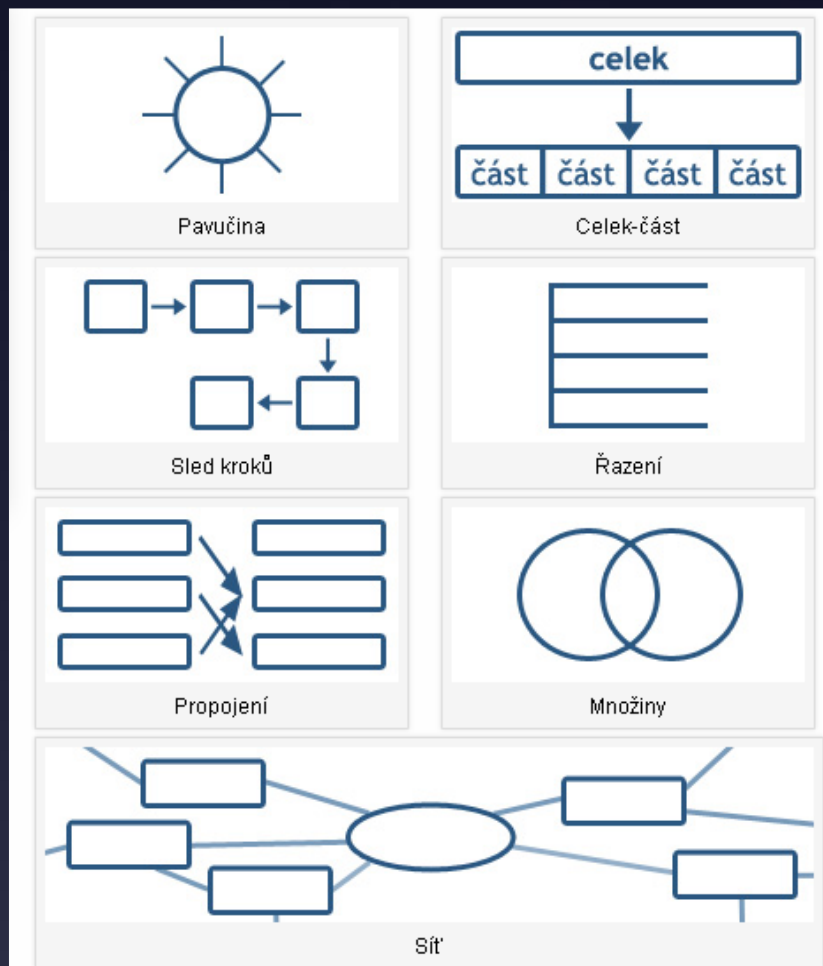 celek
část část část část
Pavučina
Celek-část
Sled kroků
Řazení
Propojení
Množiny
Síť